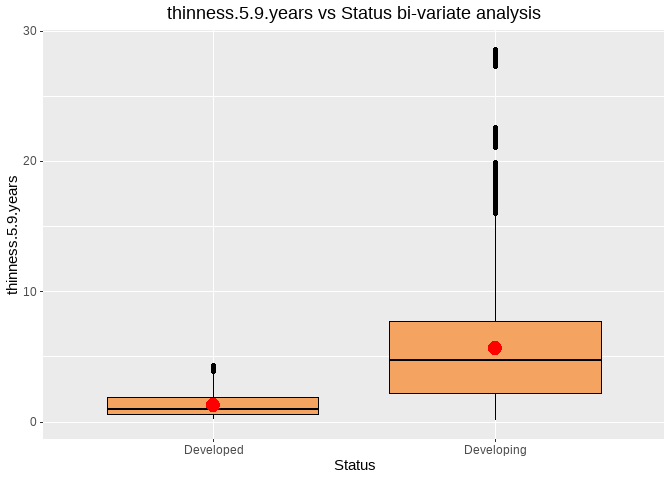 thinness.5.9.years vs Status bi-variate analysis
30
20
10
0
thinness.5.9.years
Developed
Developing
Status